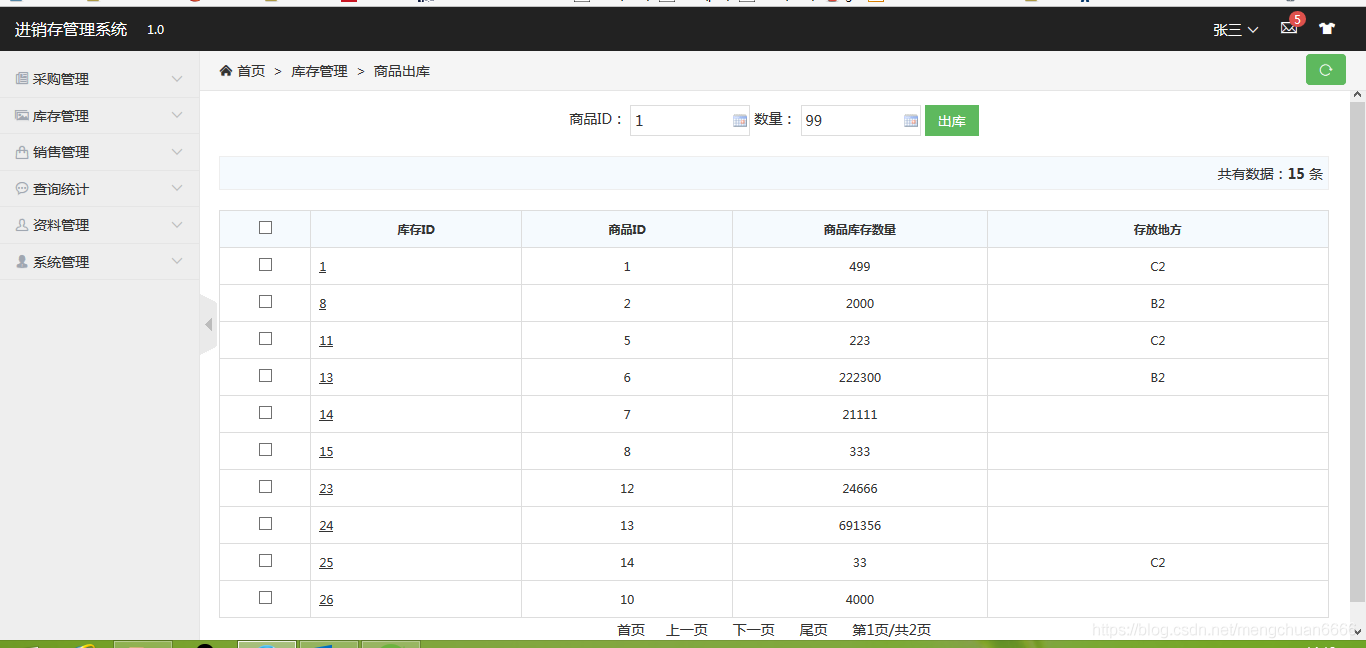 进销存管理系统 1.0 张三 5
采购管理
库存管理
销售管理
查询统计
资料管理
系统管理
首页 > 库存管理 > 商品出库
商品ID： 1 数量： 99 出库
共有数据：15 条
库存ID 商品ID 商品库存数量 存放地方
1 1 499 C2
8 2 2000 B2
11 5 223 C2
13 6 222300 B2
14 7 21111
15 8 333
23 12 24666
24 13 691356
25 14 33 C2
26 10 4000
首页 上一页 下一页 尾页 第1页/共2页